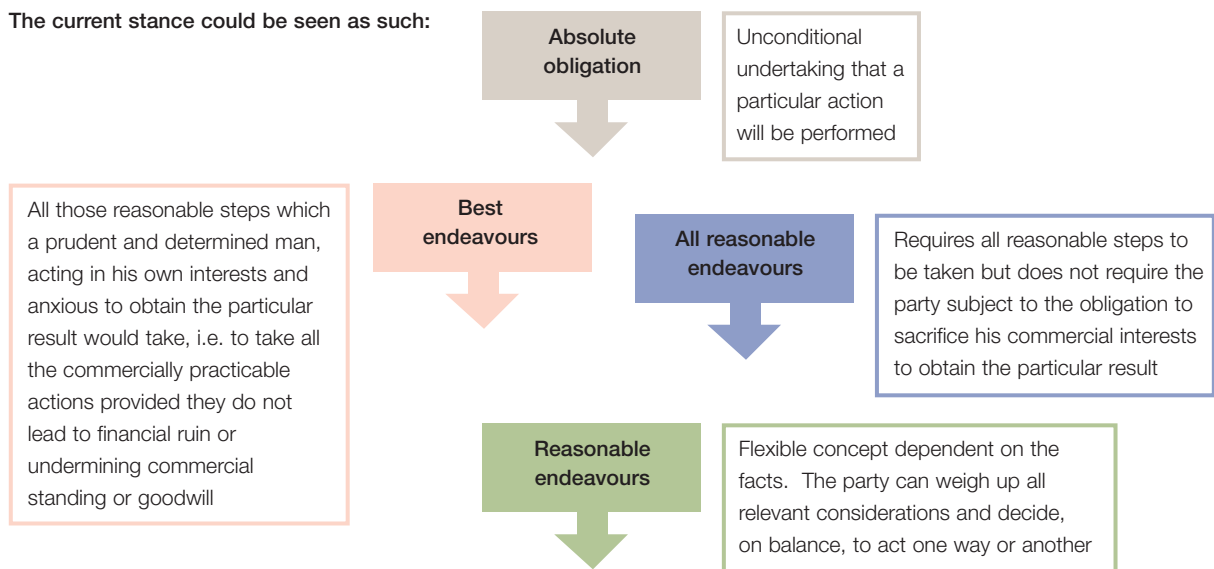 The current stance could be seen as such:
Absolute
obligation
Unconditional
undertaking that a
particular action
will be performed
All those reasonable steps which
a prudent and determined man,
acting in his own interests and
anxious to obtain the particular
result would take, i.e. to take all
the commercially practicable
actions provided they do not
lead to financial ruin or
undermining commercial
standing or goodwill
Best
endeavours
All reasonable
endeavours
Requires all reasonable steps to
be taken but does not require the
party subject to the obligation to
sacrifice his commercial interests
to obtain the particular result
Reasonable
endeavours
Flexible concept dependent on the
facts.  The party can weigh up all
relevant considerations and decide,
on balance, to act one way or another